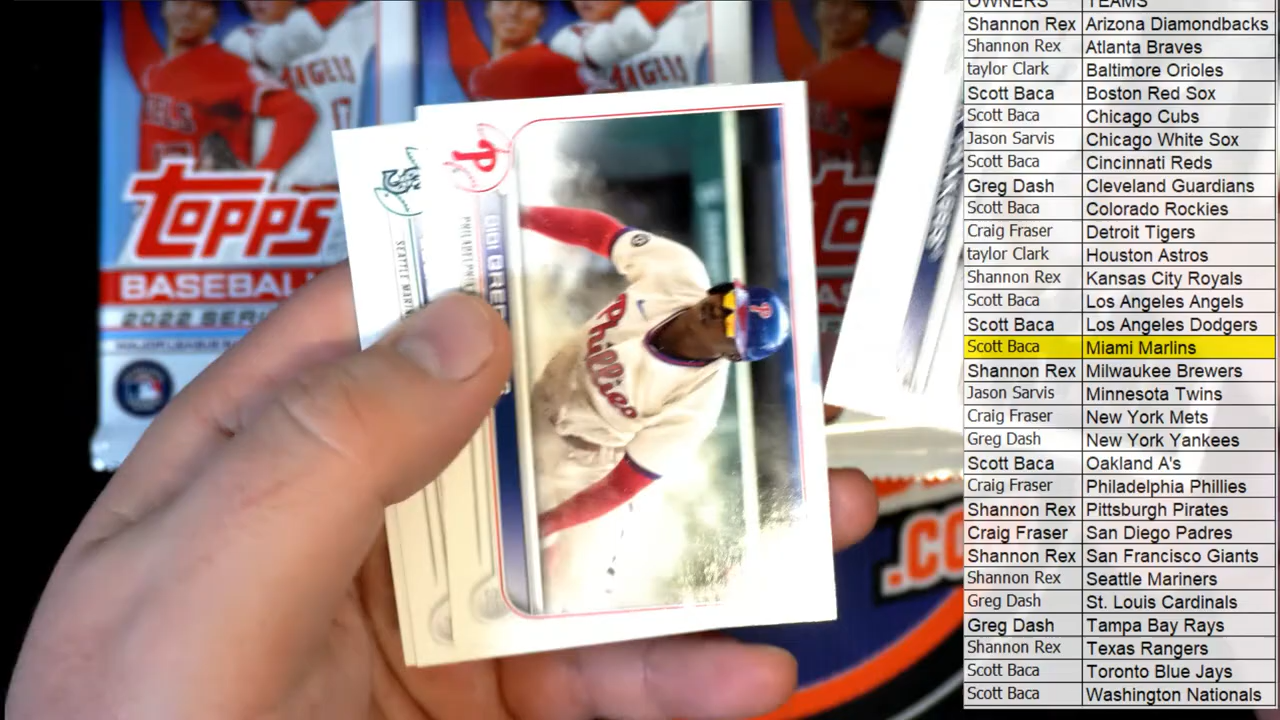 ANGELS
17
ANGELS
TOPPS
BASEBALL
2022 SERI
P
S
SEATTLE MARIN
PHILADELPHIA
DIDI GREG
Phillies
P
.CO
OWNERS TEAMS
Shannon Rex Arizona Diamondbacks
Shannon Rex Atlanta Braves
taylor Clark Baltimore Orioles
Scott Baca Boston Red Sox
Scott Baca Chicago Cubs
Jason Sarvis Chicago White Sox
Scott Baca Cincinnati Reds
Greg Dash Cleveland Guardians
Scott Baca Colorado Rockies
Craig Fraser Detroit Tigers
taylor Clark Houston Astros
Shannon Rex Kansas City Royals
Scott Baca Los Angeles Angels
Scott Baca Los Angeles Dodgers
Scott Baca Miami Marlins
Shannon Rex Milwaukee Brewers
Jason Sarvis Minnesota Twins
Craig Fraser New York Mets
Greg Dash New York Yankees
Scott Baca Oakland A's
Craig Fraser Philadelphia Phillies
Shannon Rex Pittsburgh Pirates
Craig Fraser San Diego Padres
Shannon Rex San Francisco Giants
Shannon Rex Seattle Mariners
Greg Dash St. Louis Cardinals
Greg Dash Tampa Bay Rays
Shannon Rex Texas Rangers
Scott Baca Toronto Blue Jays
Scott Baca Washington Nationals